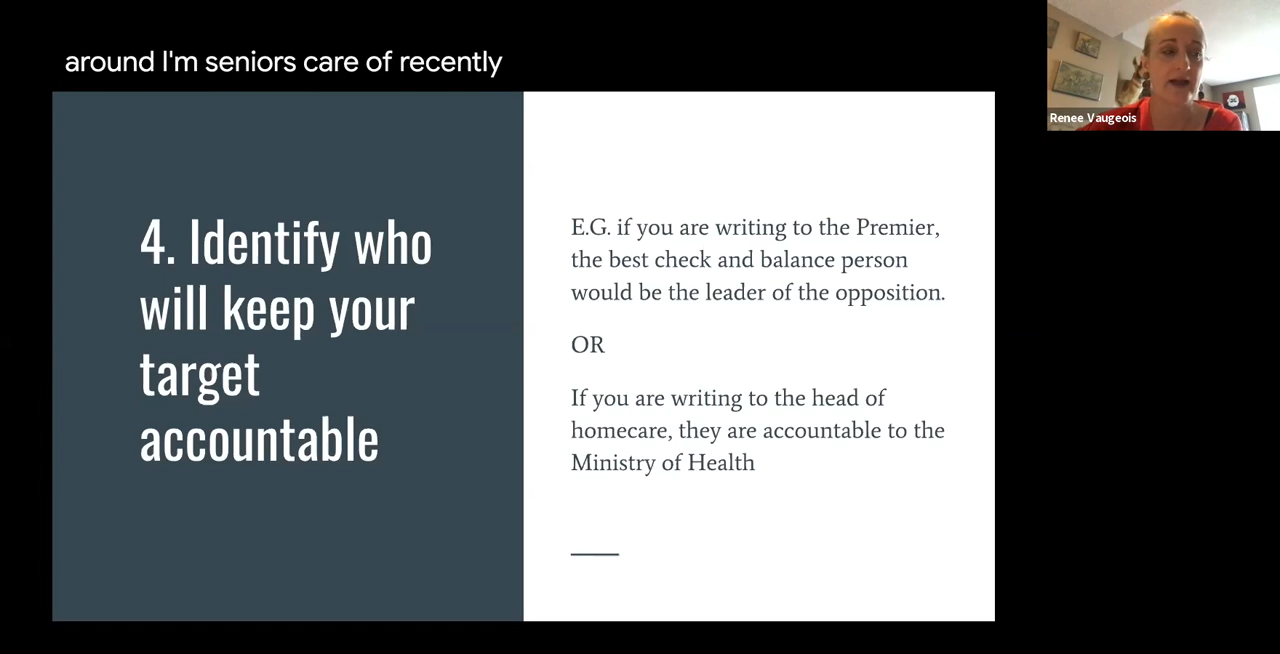 around I'm seniors care of recently
Renee Vaugeois
4. Identify who
will keep your
target
accountable
E.G. if you are writing to the Premier,
the best check and balance person
would be the leader of the opposition.
OR
If you are writing to the head of
homecare, they are accountable to the
Ministry of Health